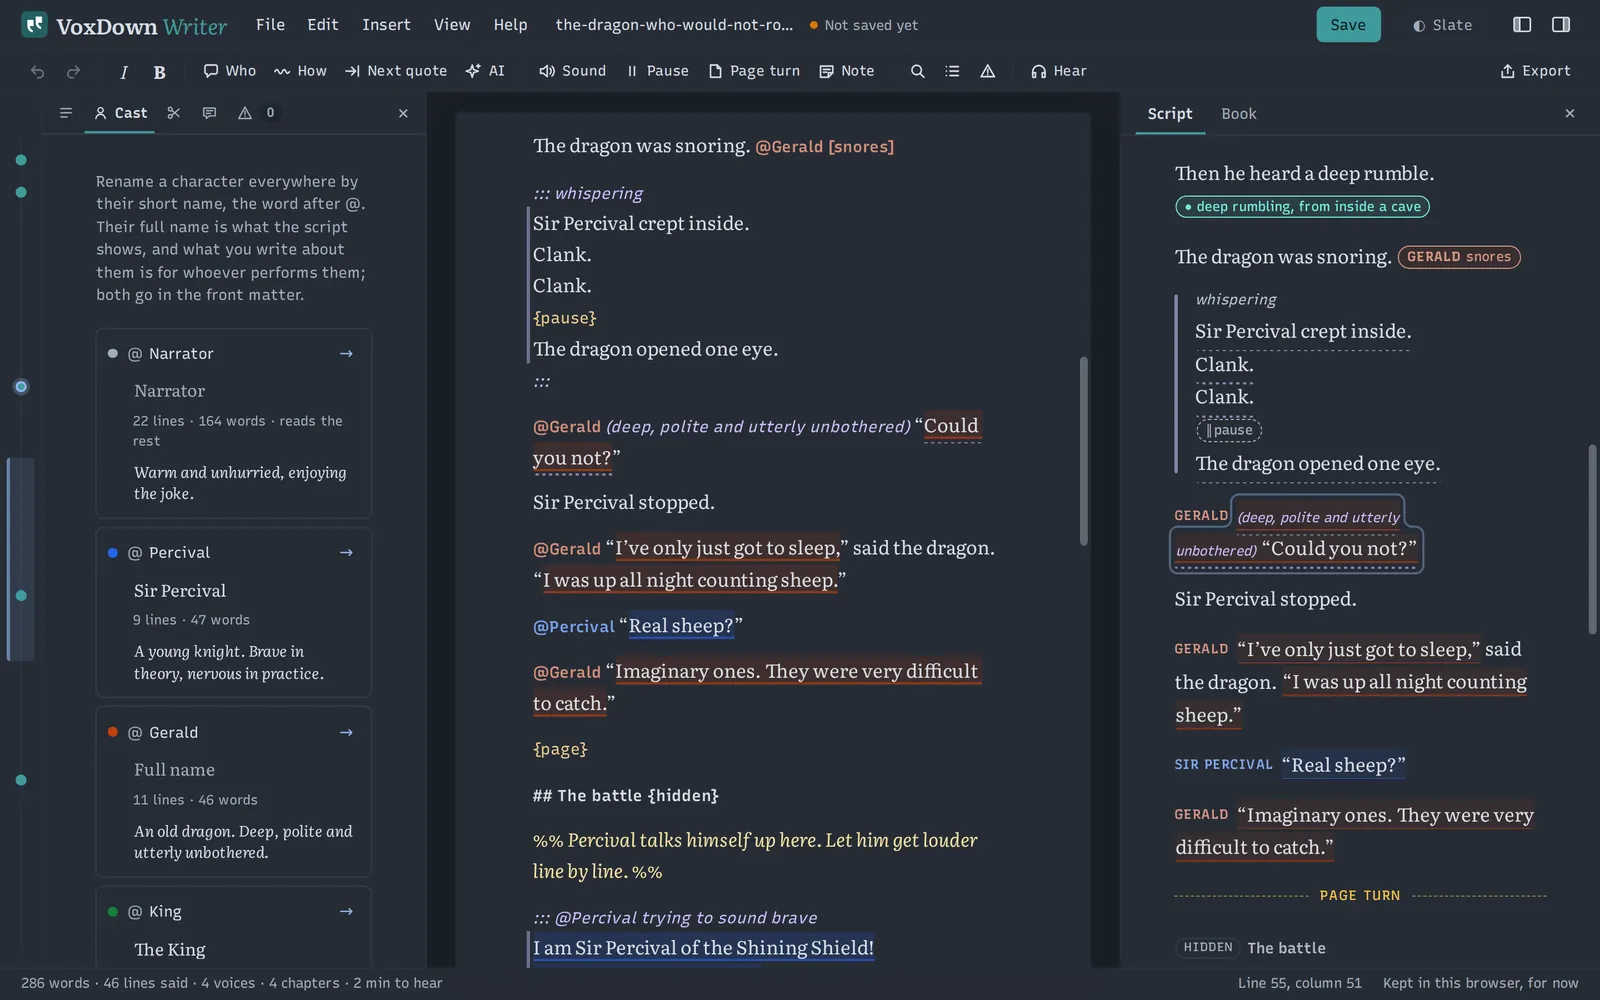 VoxDown Writer File Edit Insert View Help the-dragon-who-would-not-ro... Not saved yet Save Slate
I B Who How Next quote AI Sound Pause Page turn Note Hear Export
Cast 0
Rename a character everywhere by
their short name, the word after @.
Their full name is what the script
shows, and what you write about
them is for whoever performs them;
both go in the front matter.
@ Narrator →
Narrator
22 lines · 164 words · reads the
rest
Warm and unhurried, enjoying
the joke.
@ Percival →
Sir Percival
9 lines · 47 words
A young knight. Brave in
theory, nervous in practice.
@ Gerald →
Full name
11 lines · 46 words
An old dragon. Deep, polite and
utterly unbothered.
@ King →
The King
The dragon was snoring. @Gerald [snores]
::: whispering
Sir Percival crept inside.
Clank.
Clank.
{pause}
The dragon opened one eye.
:::
@Gerald (deep, polite and utterly unbothered) “Could
you not?”
Sir Percival stopped.
@Gerald “I’ve only just got to sleep,” said the dragon.
“I was up all night counting sheep.”
@Percival “Real sheep?”
@Gerald “Imaginary ones. They were very difficult
to catch.”
{page}
## The battle {hidden}
%% Percival talks himself up here. Let him get louder
line by line. %%
::: @Percival trying to sound brave
I am Sir Percival of the Shining Shield!
Script Book
Then he heard a deep rumble.
deep rumbling, from inside a cave
The dragon was snoring. GERALD snores
whispering
Sir Percival crept inside.
Clank.
Clank.
pause
The dragon opened one eye.
GERALD (deep, polite and utterly
unbothered) “Could you not?”
Sir Percival stopped.
GERALD “I’ve only just got to sleep,” said
the dragon. “I was up all night counting
sheep.”
SIR PERCIVAL “Real sheep?”
GERALD “Imaginary ones. They were very
difficult to catch.”
PAGE TURN
HIDDEN The battle
286 words · 46 lines said · 4 voices · 4 chapters · 2 min to hear
Line 55, column 51 Kept in this browser, for now